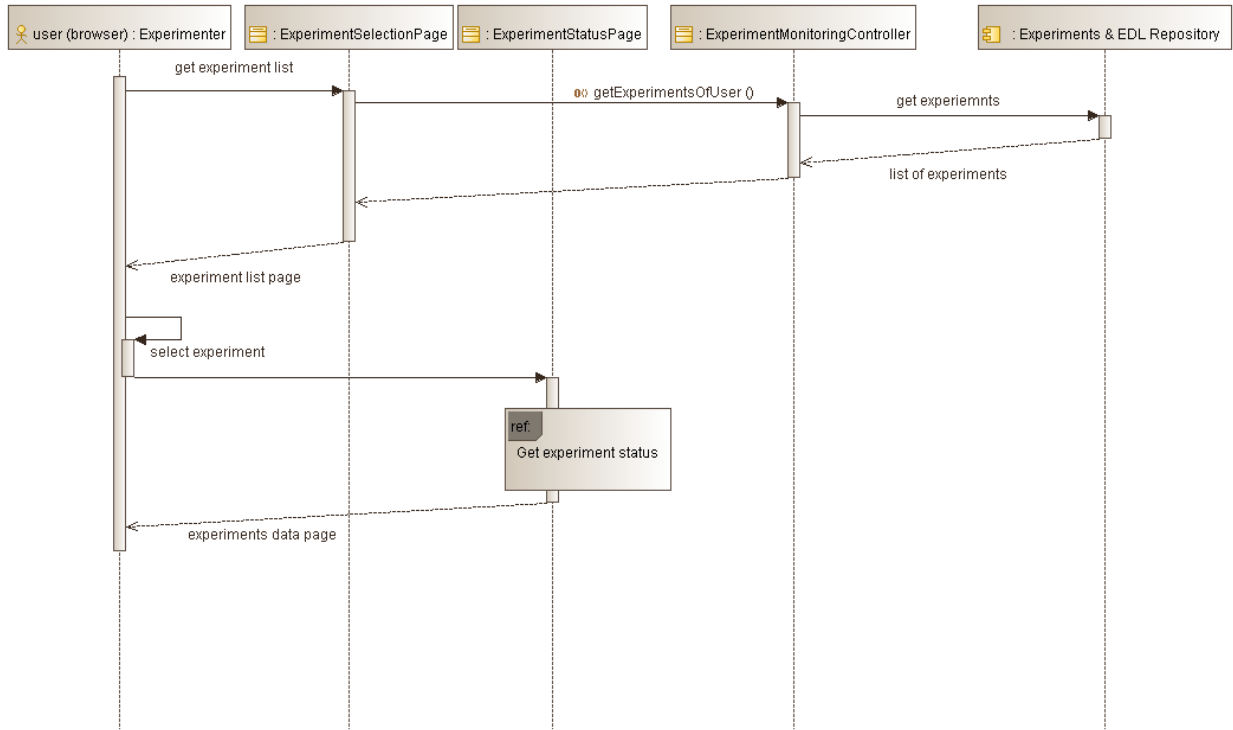 user (browser) : Experimenter
: ExperimentSelectionPage
: ExperimentStatusPage
: ExperimentMonitoringController
: Experiments & EDL Repository
get experiment list
getExperimentsOfUser ()
get experiemnts
list of experiments
experiment list page
select experiment
ref:
Get experiment status
experiments data page